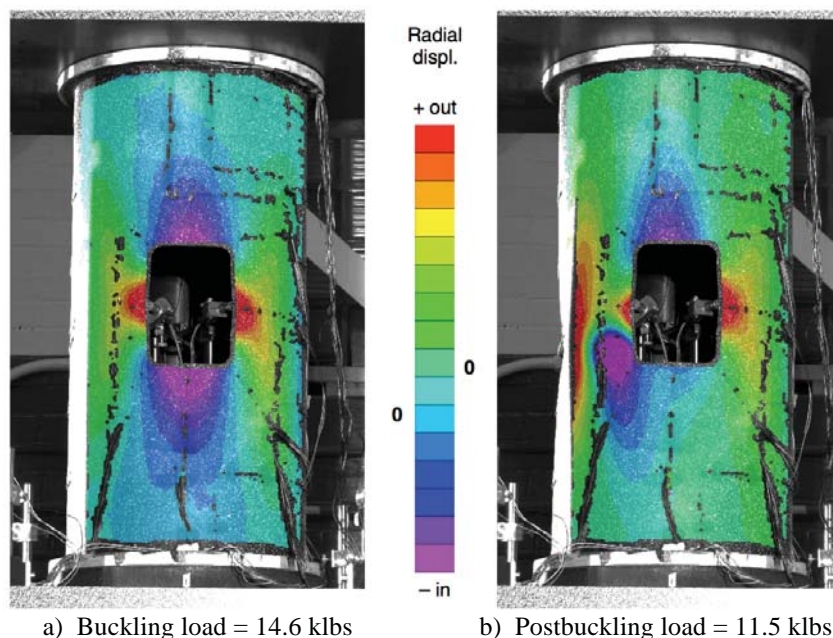 Radial
displ.
+ out
0
0
– in
a) Buckling load = 14.6 klbs
b) Postbuckling load = 11.5 klbs